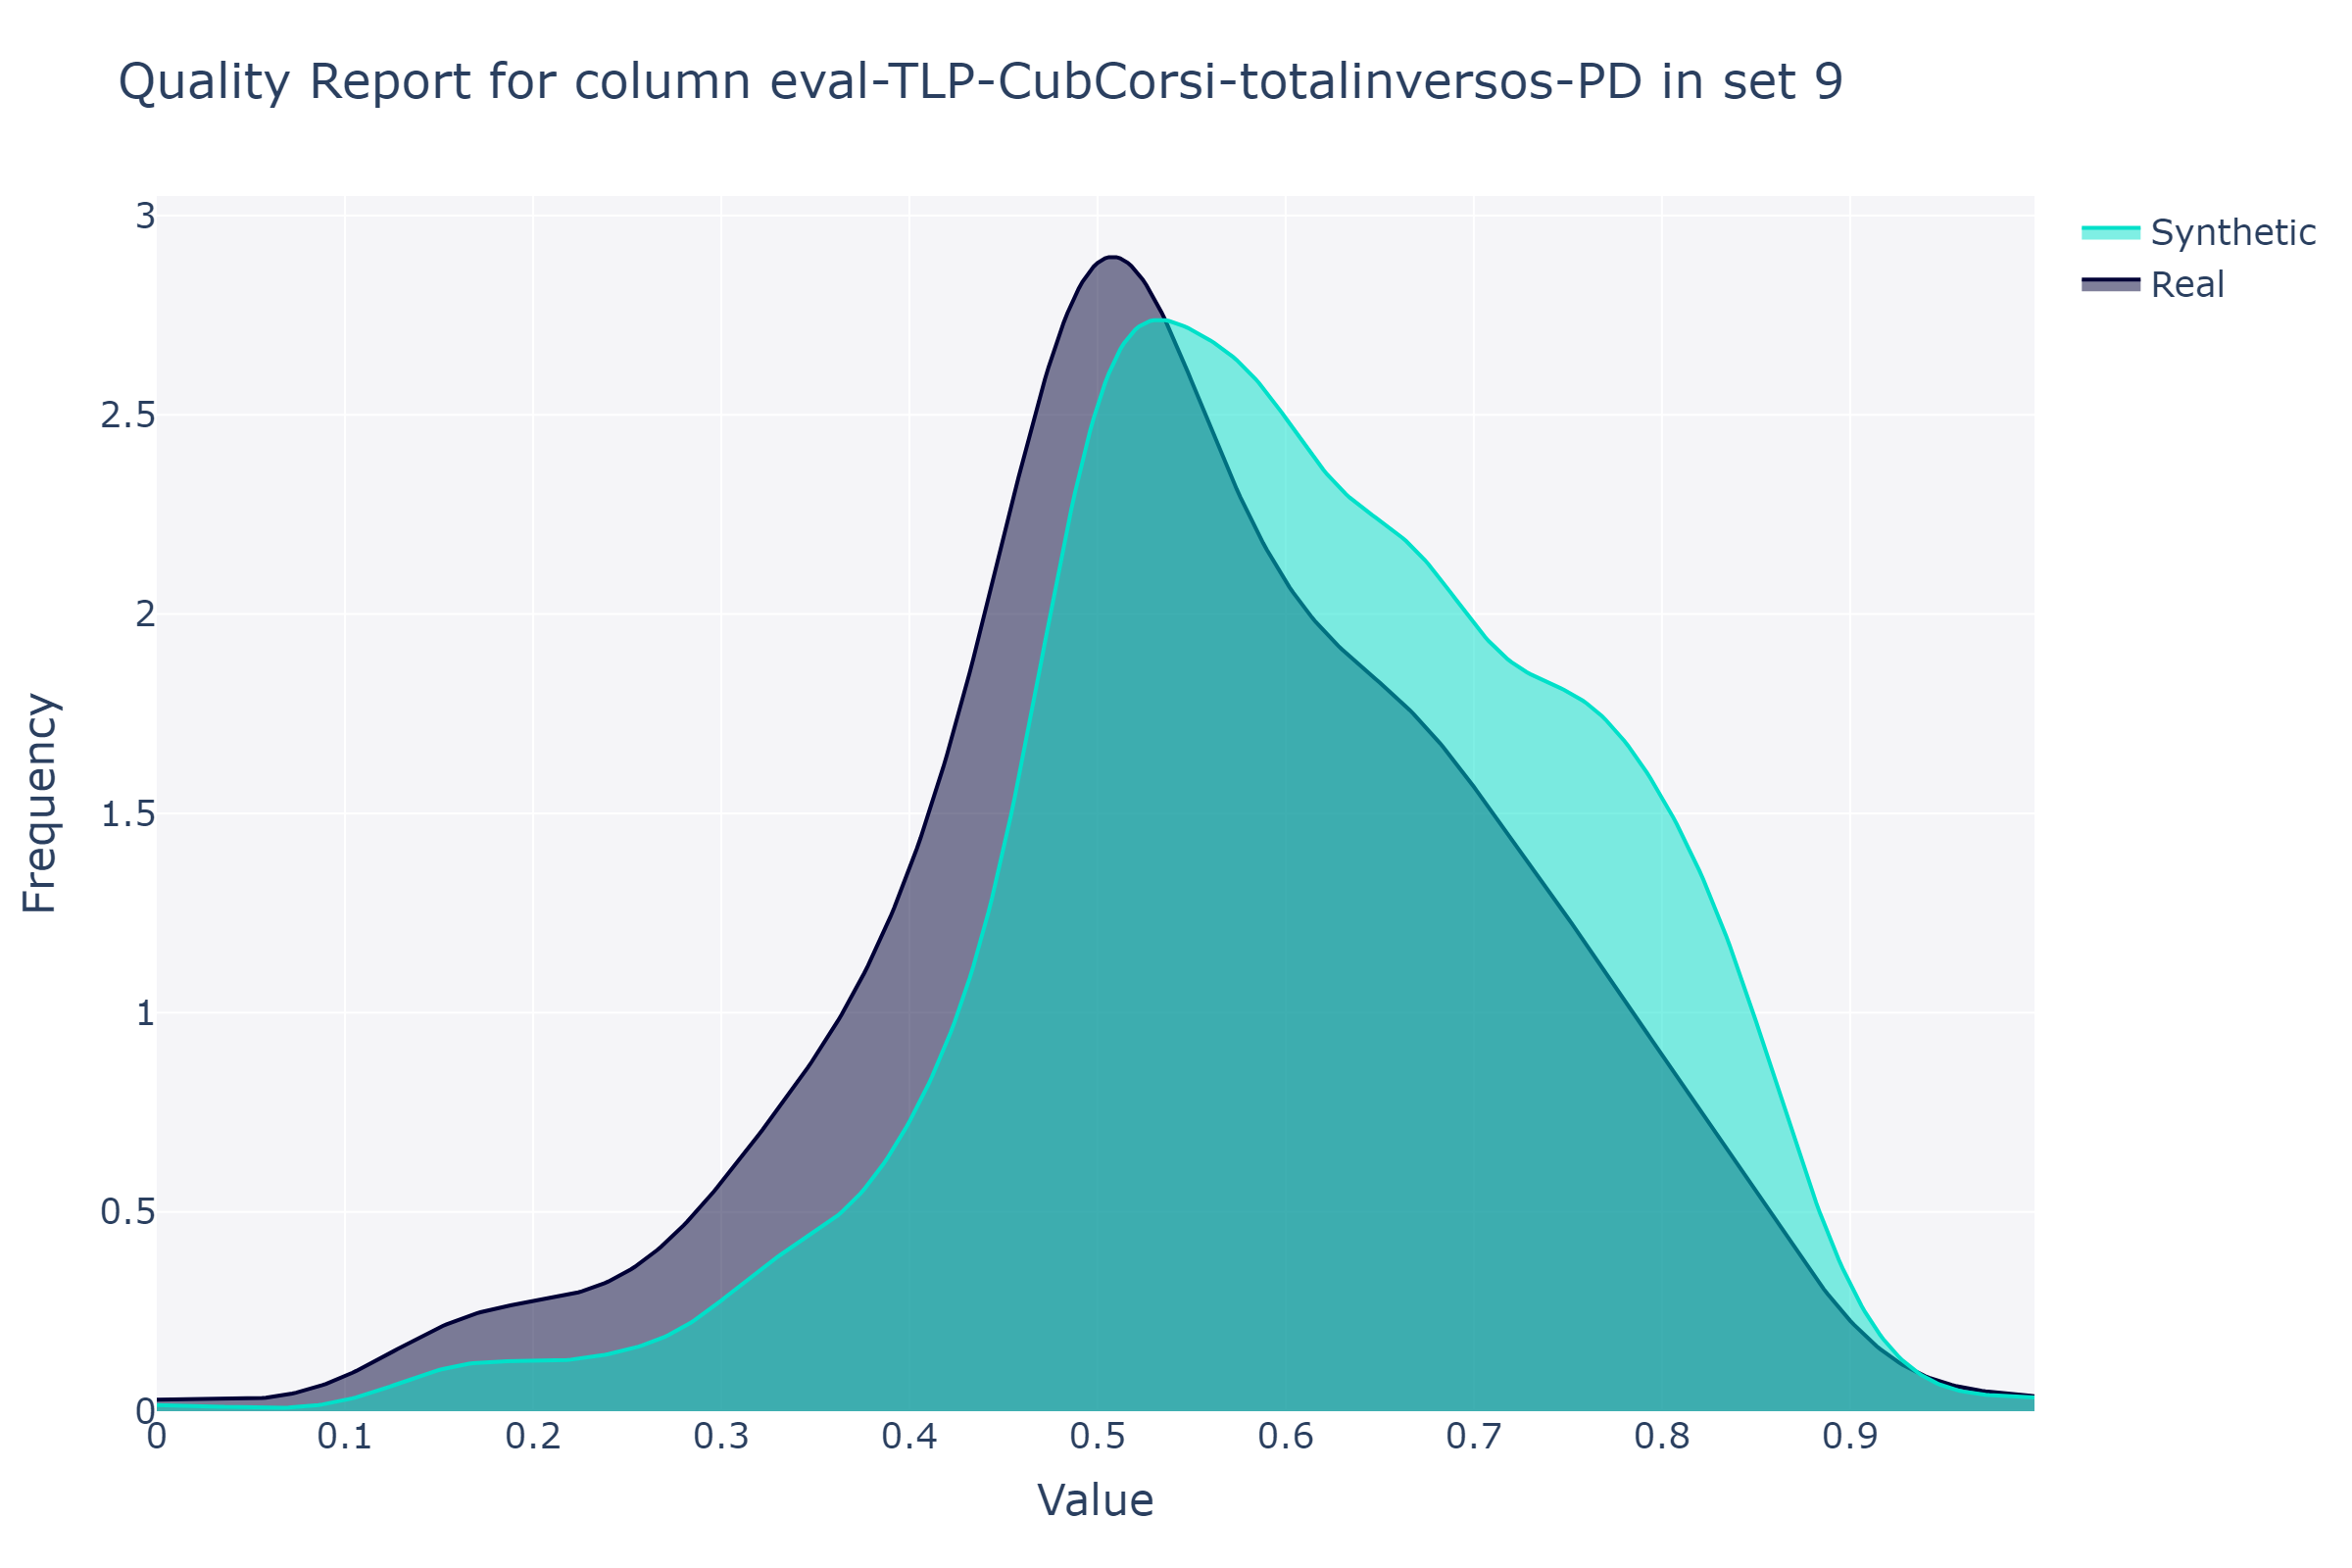 Quality Report for column eval-TLP-CubCorsi-totalinversos-PD in set 9
Synthetic
Real
3
2.5
2
1.5
1
0.5
0
Frequency
0 0.1 0.2 0.3 0.4 0.5 0.6 0.7 0.8 0.9
Value